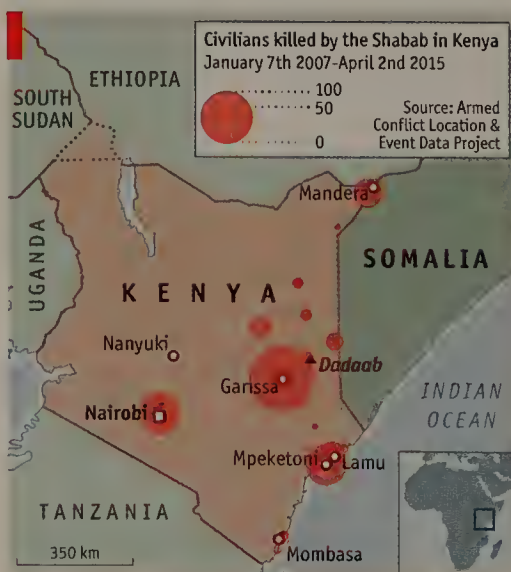 Civilians killed by the Shabab in Kenya
January 7th 2007-April 2nd 2015
100
50
0
Source: Armed
Conflict Location &
Event Data Project
ETHIOPIA
SOUTH
SUDAN
Mandera
UGANDA
SOMALIA
KENYA
Nanyuki
Dadaab
Garissa
INDIAN
OCEAN
Nairobi
Mpeketoni
Lamu
TANZANIA
350 km
Mombasa